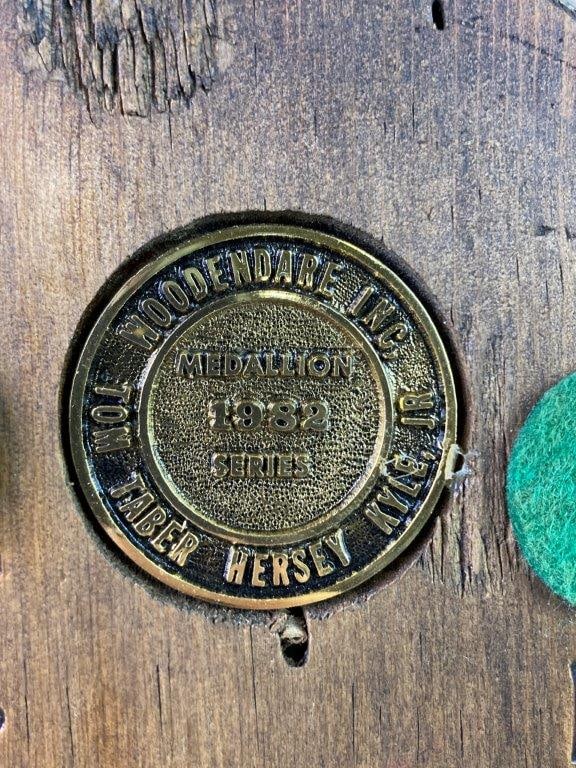 WOODENDARE INC.
TOM TABER HERSEY KYLE, JR
MEDALLION
1982
SERIES